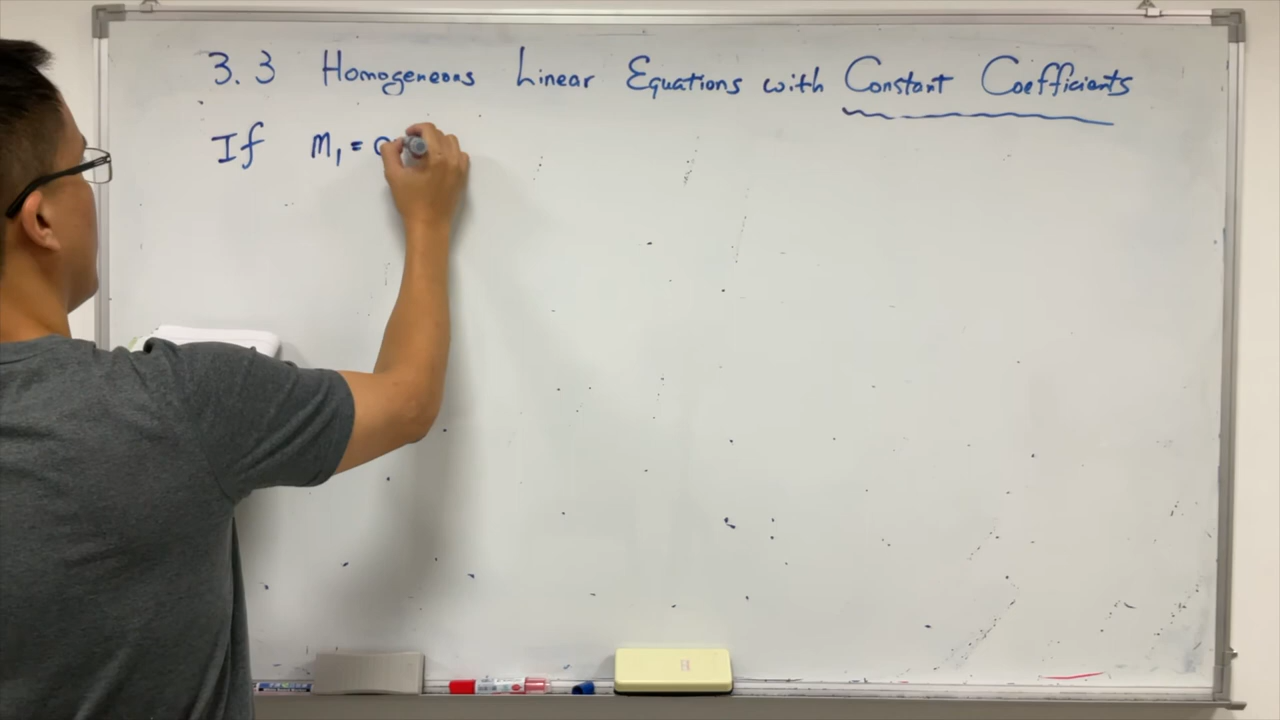 3.3 Homogeneous Linear Equations with Constant Coefficients
If m₁ =